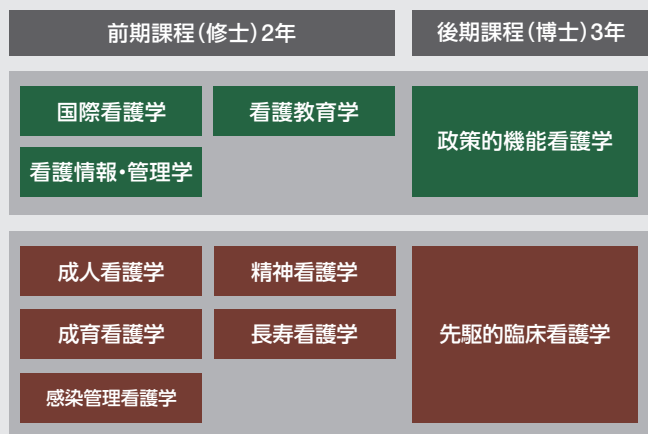 前期課程(修士)2年
後期課程(博士)3年
国際看護学
看護教育学
看護情報・管理学
政策的機能看護学
成人看護学
精神看護学
成育看護学
長寿看護学
感染管理看護学
先駆的臨床看護学